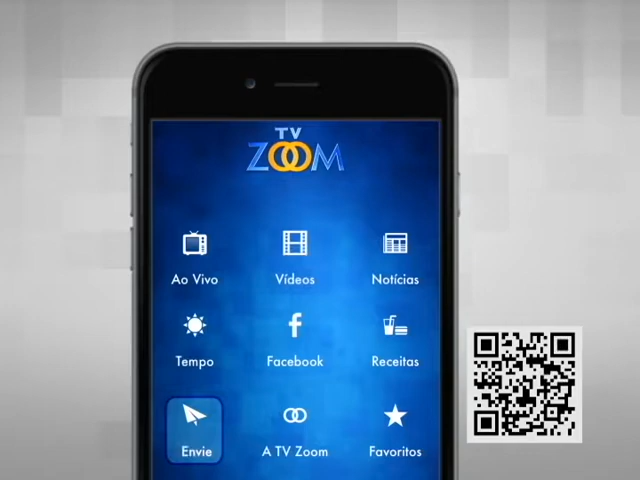 TV
ZOOM
Ao Vivo
Vídeos
Notícias
Tempo
Facebook
Receitas
Envie
A TV Zoom
Favoritos